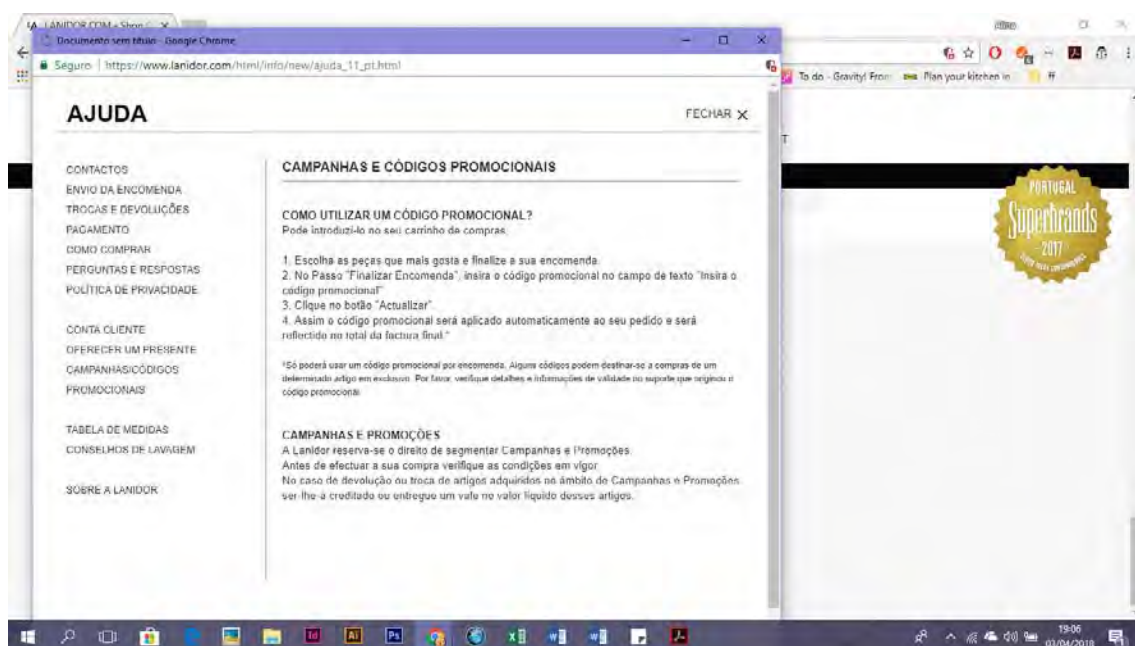 LANIDOR.COM - Shop
Documento sem título - Google Chrome
Seguro | https://www.lanidor.com/html/info/new/ajuda_11_pt.html
To do - Gravity! From
Plan your kitchen in
ff
AJUDA
FECHAR X
CONTACTOS
ENVIO DA ENCOMENDA
TROCAS E DEVOLUÇÕES
PAGAMENTO
COMO COMPRAR
PERGUNTAS E RESPOSTAS
POLÍTICA DE PRIVACIDADE
CONTA CLIENTE
OFERECER UM PRESENTE
CAMPANHAS/CÓDIGOS
PROMOCIONAIS
TABELA DE MEDIDAS
CONSELHOS DE LAVAGEM
SOBRE A LANIDOR
CAMPANHAS E CÓDIGOS PROMOCIONAIS
COMO UTILIZAR UM CÓDIGO PROMOCIONAL?
Pode introduzi-lo no seu carrinho de compras.
1. Escolha as peças que mais gosta e finalize a sua encomenda.
2. No Passo "Finalizar Encomenda", insira o código promocional no campo de texto "Insira o
código promocional"
3. Clique no botão "Actualizar".
4. Assim o código promocional será aplicado automaticamente ao seu pedido e será
reflectido no total da factura final.*
*Só poderá usar um código promocional por encomenda. Alguns códigos podem destinar-se a compras de um
determinado artigo em exclusivo. Por favor, verifique detalhes e informações de validade no suporte que originou o
código promocional.
CAMPANHAS E PROMOÇÕES
A Lanidor reserva-se o direito de segmentar Campanhas e Promoções.
Antes de efectuar a sua compra verifique as condições em vigor
No caso de devolução ou troca de artigos adquiridos no âmbito de Campanhas e Promoções
ser-lhe-á creditado ou entregue um vale no valor líquido desses artigos.
T
PORTUGAL
Superbrands
2017
19:06
03/04/2018